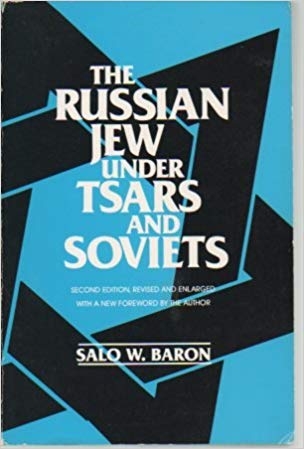 THE
RUSSIAN
JEW
UNDER
TSARS
AND
SOVIETS
SECOND EDITION, REVISED AND ENLARGED
WITH A NEW FOREWORD BY THE AUTHOR
SALO W. BARON